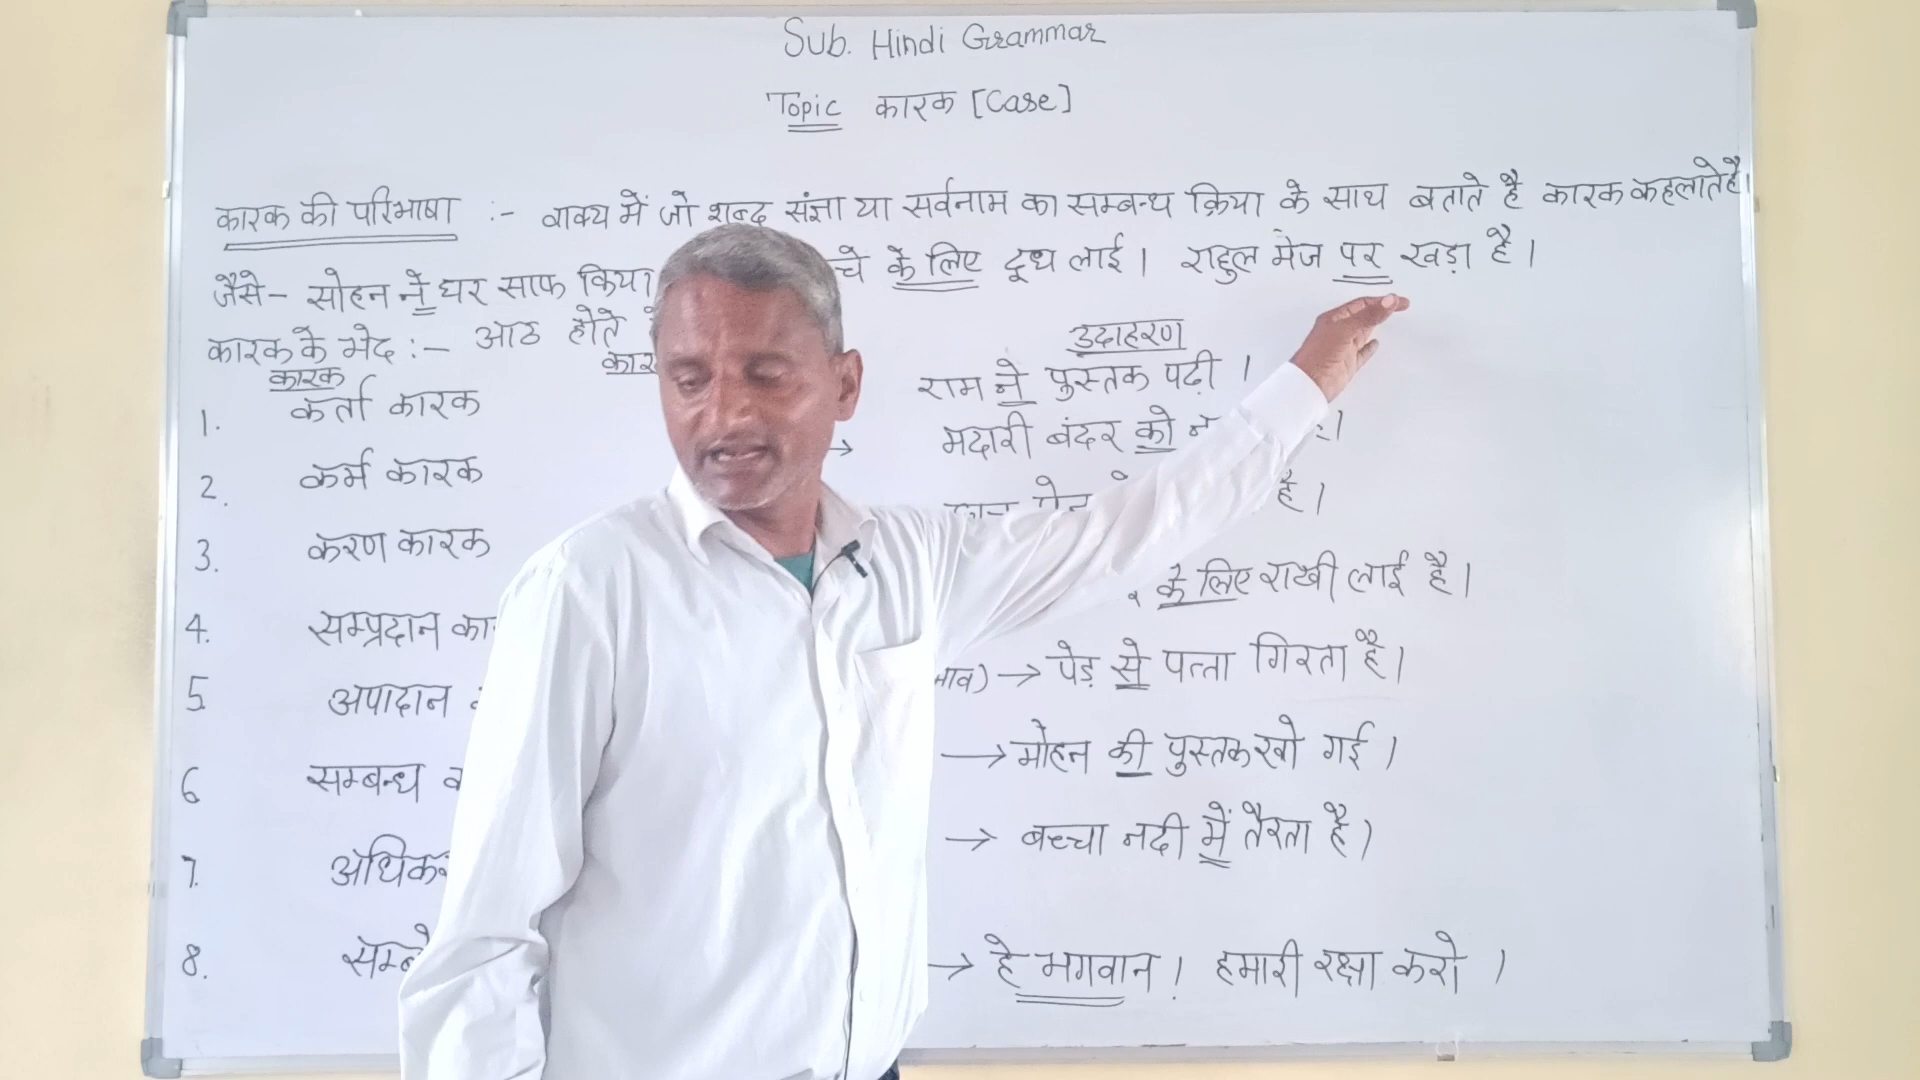 Sub. Hindi Grammar
Topic कारक [Case]
कारक की परिभाषा :- वाक्य में जो शब्द संज्ञा या सर्वनाम का सम्बन्ध क्रिया के साथ बताते है कारक कहलाते है
जैसे - सोहन ने घर साफ किया चे के लिए दूध लाई। राहुल मेज पर खड़ा है।
कारक के भेद :- आठ होते
कारक कार उदाहरण
1. कर्ता कारक राम ने पुस्तक पढ़ी।
2. कर्म कारक → मदारी बंदर को
3. करण कारक है।
4. सम्प्रदान का के लिए राखी लाई है।
5 अपादान भाव) → पेड़ से पत्ता गिरता है।
6 सम्बन्ध → मोहन की पुस्तक खो गई।
7. अधिक → बच्चा नदी में तैरता है।
8. सम्बो → हे भगवान! हमारी रक्षा करो।